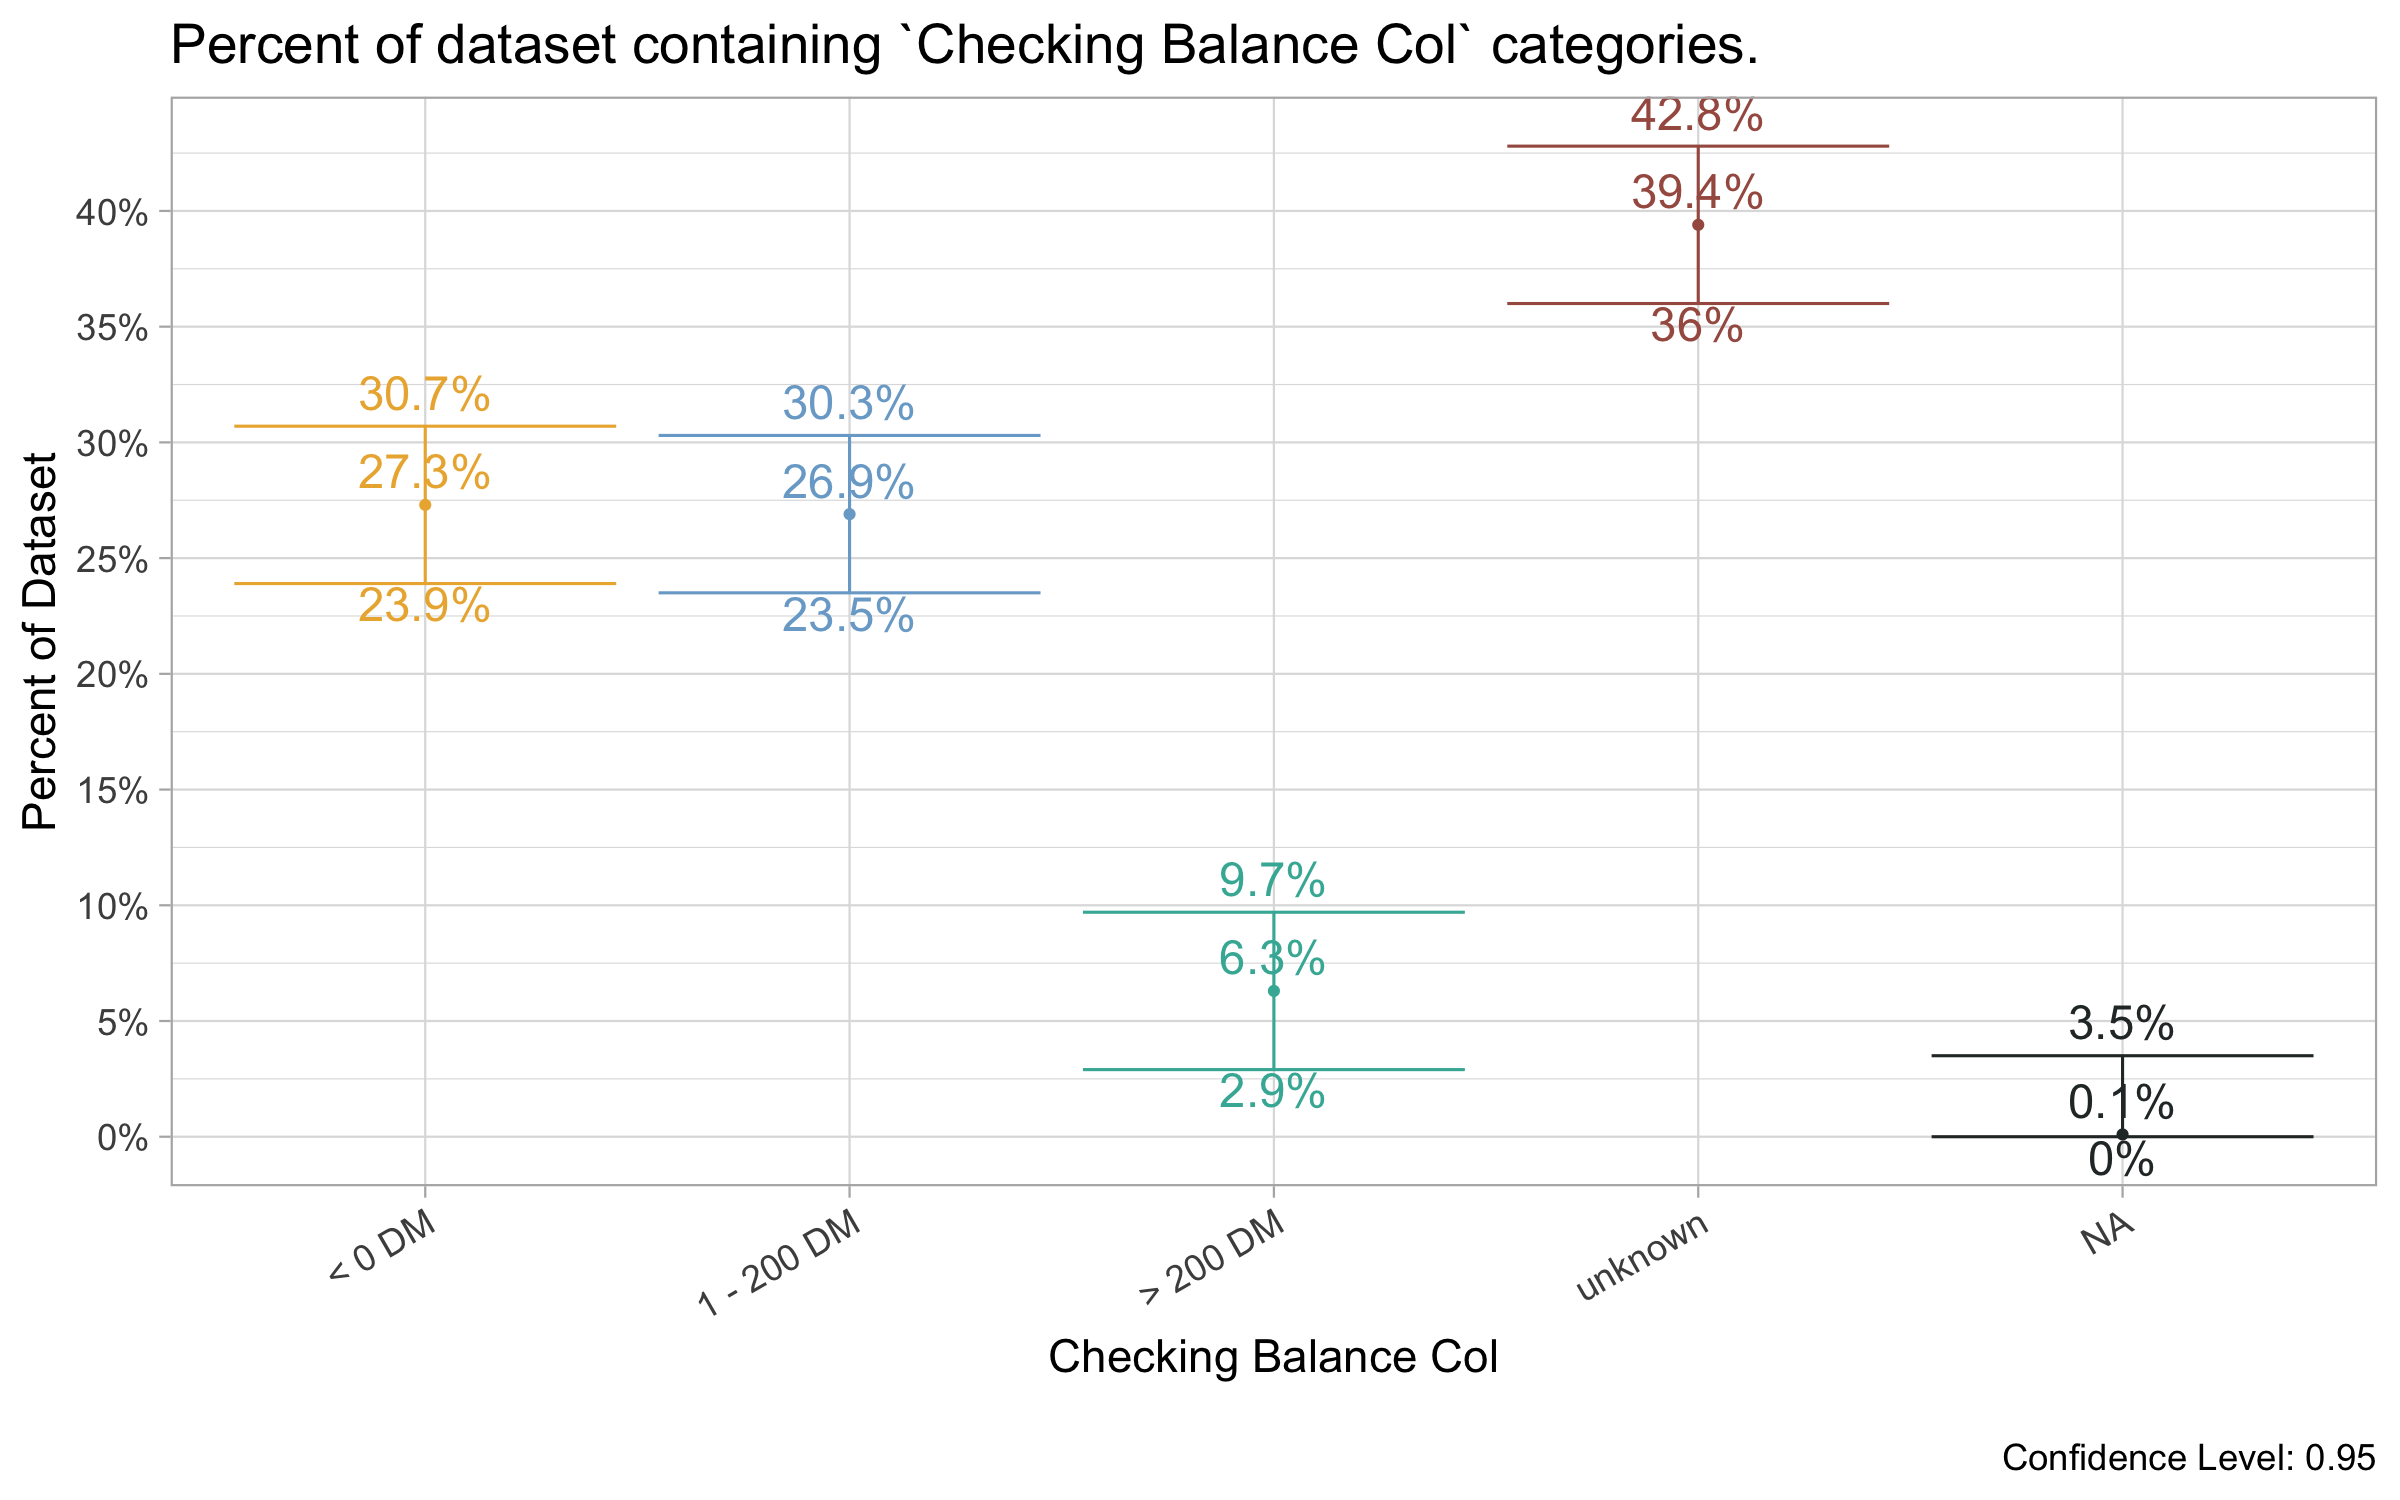 Percent of dataset containing `Checking Balance Col` categories.
Percent of Dataset
40%
35%
30%
25%
20%
15%
10%
5%
0%
30.7%
27.3%
23.9%
30.3%
26.9%
23.5%
9.7%
6.3%
2.9%
42.8%
39.4%
36%
3.5%
0.1%
0%
< 0 DM
1 - 200 DM
> 200 DM
unknown
NA
Checking Balance Col
Confidence Level: 0.95